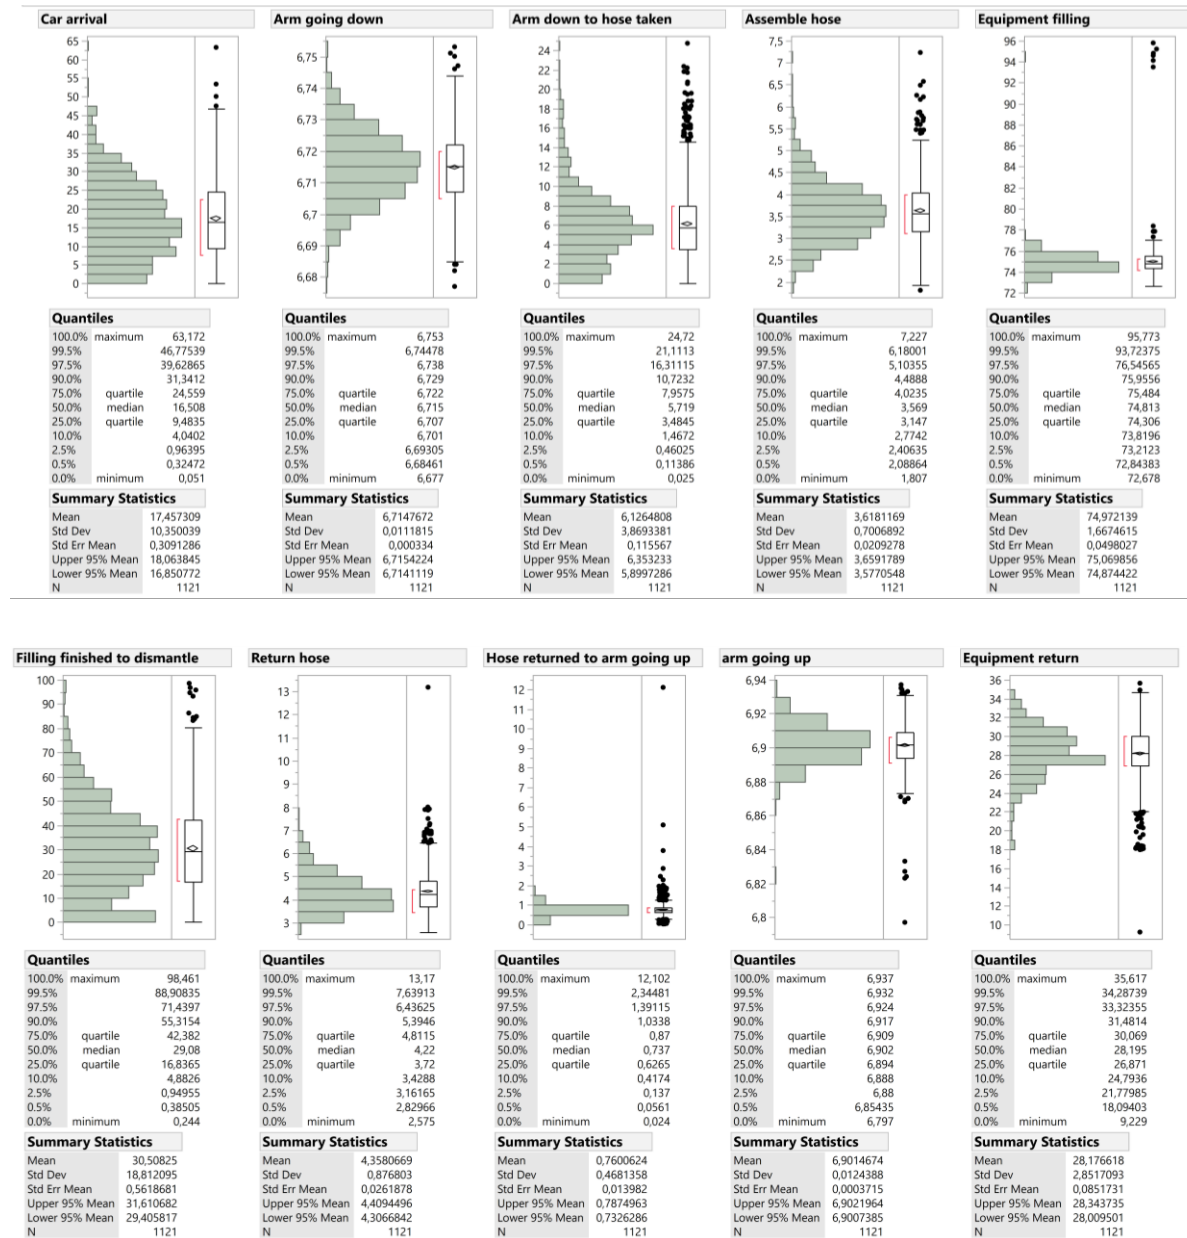 Car arrival
65
60
55
50
45
40
35
30
25
20
15
10
5
0
Quantiles
100.0% maximum 63,172
99.5% 46,77539
97.5% 39,62865
90.0% 31,3412
75.0% quartile 24,559
50.0% median 16,508
25.0% quartile 9,4835
10.0% 4,0402
2.5% 0,96395
0.5% 0,32472
0.0% minimum 0,051
Summary Statistics
Mean 17,457309
Std Dev 10,350039
Std Err Mean 0,3091286
Upper 95% Mean 18,063845
Lower 95% Mean 16,850772
N 1121
Arm going down
6,75
6,74
6,73
6,72
6,71
6,7
6,69
6,68
Quantiles
100.0% maximum 6,753
99.5% 6,74478
97.5% 6,738
90.0% 6,729
75.0% quartile 6,722
50.0% median 6,715
25.0% quartile 6,707
10.0% 6,701
2.5% 6,69305
0.5% 6,68461
0.0% minimum 6,677
Summary Statistics
Mean 6,7147672
Std Dev 0,0111815
Std Err Mean 0,000334
Upper 95% Mean 6,7154224
Lower 95% Mean 6,7141119
N 1121
Arm down to hose taken
24
22
20
18
16
14
12
10
8
6
4
2
0
Quantiles
100.0% maximum 24,72
99.5% 21,1113
97.5% 16,31115
90.0% 10,7232
75.0% quartile 7,9575
50.0% median 5,719
25.0% quartile 3,4845
10.0% 1,4672
2.5% 0,46025
0.5% 0,11386
0.0% minimum 0,025
Summary Statistics
Mean 6,1264808
Std Dev 3,8693381
Std Err Mean 0,115567
Upper 95% Mean 6,353233
Lower 95% Mean 5,8997286
N 1121
Assemble hose
7,5
7
6,5
6
5,5
5
4,5
4
3,5
3
2,5
2
Quantiles
100.0% maximum 7,227
99.5% 6,18001
97.5% 5,10355
90.0% 4,4888
75.0% quartile 4,0235
50.0% median 3,569
25.0% quartile 3,147
10.0% 2,7742
2.5% 2,40635
0.5% 2,08864
0.0% minimum 1,807
Summary Statistics
Mean 3,6181169
Std Dev 0,7006892
Std Err Mean 0,0209278
Upper 95% Mean 3,6591789
Lower 95% Mean 3,5770548
N 1121
Equipment filling
96
94
92
90
88
86
84
82
80
78
76
74
72
Quantiles
100.0% maximum 95,773
99.5% 93,72375
97.5% 76,54565
90.0% 75,9556
75.0% quartile 75,484
50.0% median 74,813
25.0% quartile 74,306
10.0% 73,8196
2.5% 73,2123
0.5% 72,84383
0.0% minimum 72,678
Summary Statistics
Mean 74,972139
Std Dev 1,6674615
Std Err Mean 0,0498027
Upper 95% Mean 75,069856
Lower 95% Mean 74,874422
N 1121
Filling finished to dismantle
100
90
80
70
60
50
40
30
20
10
0
Quantiles
100.0% maximum 98,461
99.5% 88,90835
97.5% 71,4397
90.0% 55,3154
75.0% quartile 42,382
50.0% median 29,08
25.0% quartile 16,8365
10.0% 4,8826
2.5% 0,94955
0.5% 0,38505
0.0% minimum 0,244
Summary Statistics
Mean 30,50825
Std Dev 18,812095
Std Err Mean 0,5618681
Upper 95% Mean 31,610682
Lower 95% Mean 29,405817
N 1121
Return hose
13
12
11
10
9
8
7
6
5
4
3
Quantiles
100.0% maximum 13,17
99.5% 7,63913
97.5% 6,43625
90.0% 5,3946
75.0% quartile 4,8115
50.0% median 4,22
25.0% quartile 3,72
10.0% 3,4288
2.5% 3,16165
0.5% 2,82966
0.0% minimum 2,575
Summary Statistics
Mean 4,3580669
Std Dev 0,876803
Std Err Mean 0,0261878
Upper 95% Mean 4,4094496
Lower 95% Mean 4,3066842
N 1121
Hose returned to arm going up
12
11
10
9
8
7
6
5
4
3
2
1
0
Quantiles
100.0% maximum 12,102
99.5% 2,34481
97.5% 1,39115
90.0% 1,0338
75.0% quartile 0,87
50.0% median 0,737
25.0% quartile 0,6265
10.0% 0,4174
2.5% 0,137
0.5% 0,0561
0.0% minimum 0,024
Summary Statistics
Mean 0,7600624
Std Dev 0,4681358
Std Err Mean 0,013982
Upper 95% Mean 0,7874963
Lower 95% Mean 0,7326286
N 1121
arm going up
6,94
6,92
6,9
6,88
6,86
6,84
6,82
6,8
Quantiles
100.0% maximum 6,937
99.5% 6,932
97.5% 6,924
90.0% 6,917
75.0% quartile 6,909
50.0% median 6,902
25.0% quartile 6,894
10.0% 6,888
2.5% 6,88
0.5% 6,85435
0.0% minimum 6,797
Summary Statistics
Mean 6,9014674
Std Dev 0,0124388
Std Err Mean 0,0003715
Upper 95% Mean 6,9021964
Lower 95% Mean 6,9007385
N 1121
Equipment return
36
34
32
30
28
26
24
22
20
18
16
14
12
10
Quantiles
100.0% maximum 35,617
99.5% 34,28739
97.5% 33,32355
90.0% 31,4814
75.0% quartile 30,069
50.0% median 28,195
25.0% quartile 26,871
10.0% 24,7936
2.5% 21,77985
0.5% 18,09403
0.0% minimum 9,229
Summary Statistics
Mean 28,176618
Std Dev 2,8517093
Std Err Mean 0,0851731
Upper 95% Mean 28,343735
Lower 95% Mean 28,009501
N 1121